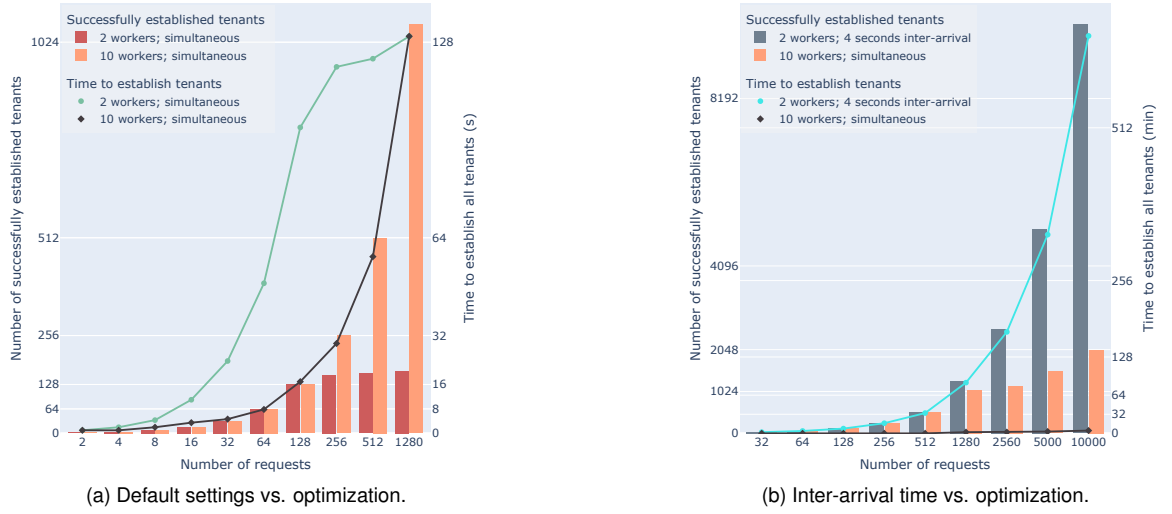 Number of successfully established tenants
1024
512
256
128
64
0
Successfully established tenants
2 workers; simultaneous
10 workers; simultaneous
Time to establish tenants
2 workers; simultaneous
10 workers; simultaneous
2 4 8 16 32 64 128 256 512 1280
Number of requests
128
64
32
16
8
0
Time to establish all tenants (s)
(a) Default settings vs. optimization.
Number of successfully established tenants
8192
4096
2048
1024
0
Successfully established tenants
2 workers; 4 seconds inter-arrival
10 workers; simultaneous
Time to establish tenants
2 workers; 4 seconds inter-arrival
10 workers; simultaneous
32 64 128 256 512 1280 2560 5000 10000
Number of requests
512
256
128
64
32
0
Time to establish all tenants (min)
(b) Inter-arrival time vs. optimization.